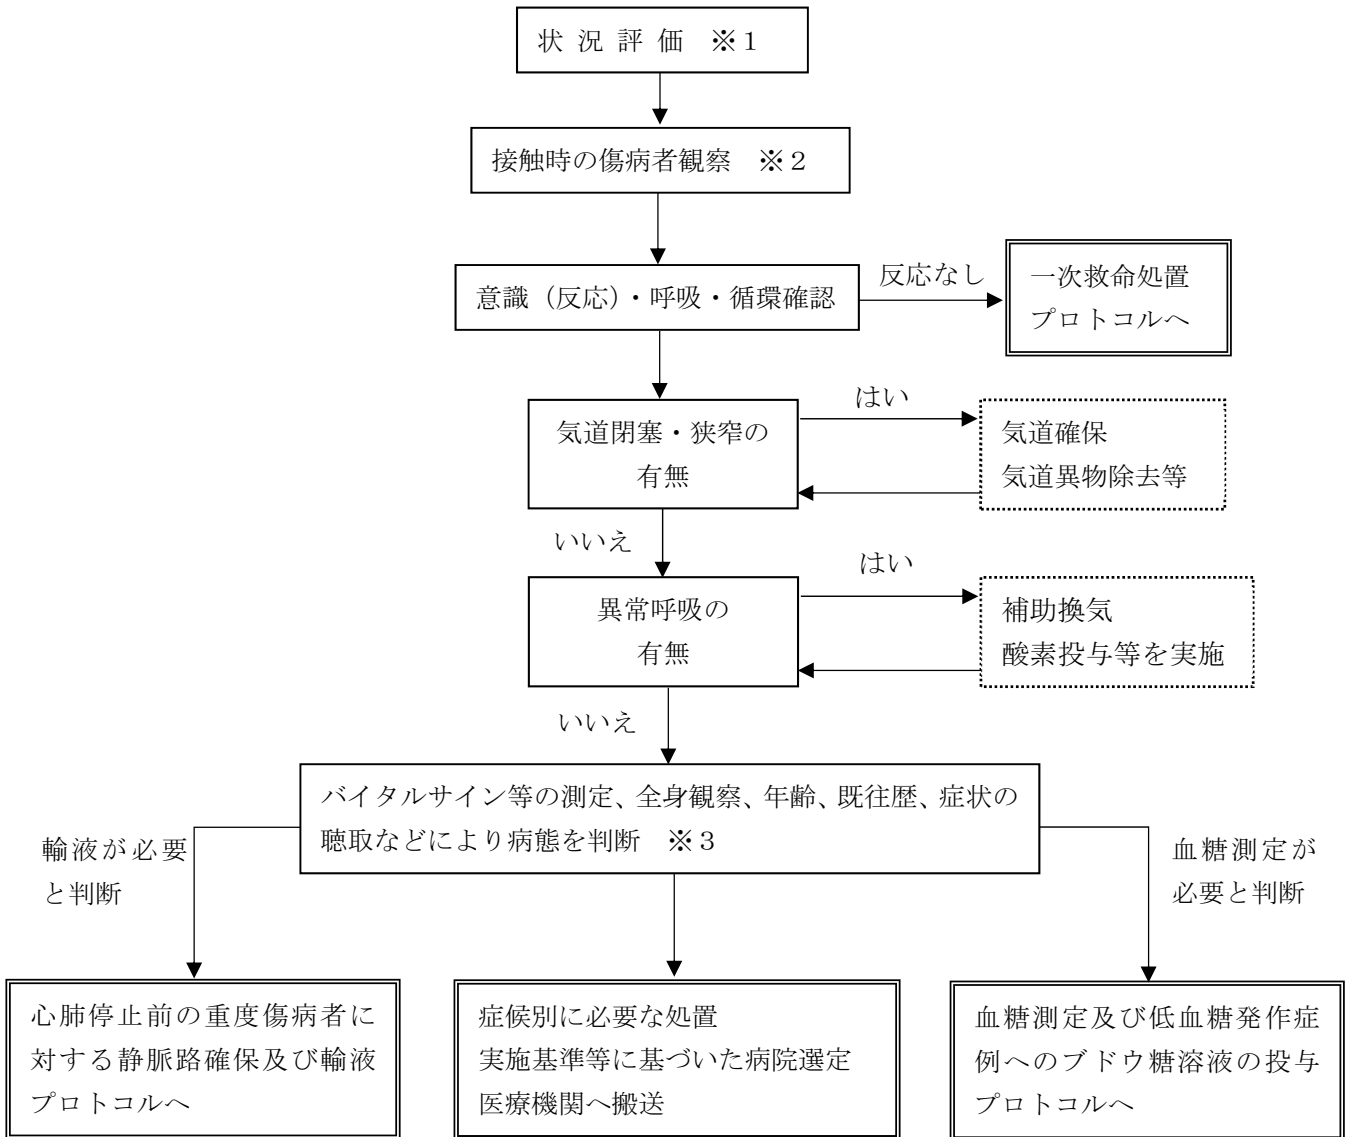 状況評価　※１
接触時の傷病者観察　※２
意識（反応）・呼吸・循環確認
反応なし
一次救命処置
プロトコルへ
気道閉塞・狭窄の
有無
はい
気道確保
気道異物除去等
いいえ
異常呼吸の
有無
はい
補助換気
酸素投与等を実施
いいえ
バイタルサイン等の測定、全身観察、年齢、既往歴、症状の
聴取などにより病態を判断　※３
輸液が必要
と判断
血糖測定が
必要と判断
心肺停止前の重度傷病者に
対する静脈路確保及び輸液
プロトコルへ
症候別に必要な処置
実施基準等に基づいた病院選定
医療機関へ搬送
血糖測定及び低血糖発作症
例へのブドウ糖溶液の投与
プロトコルへ